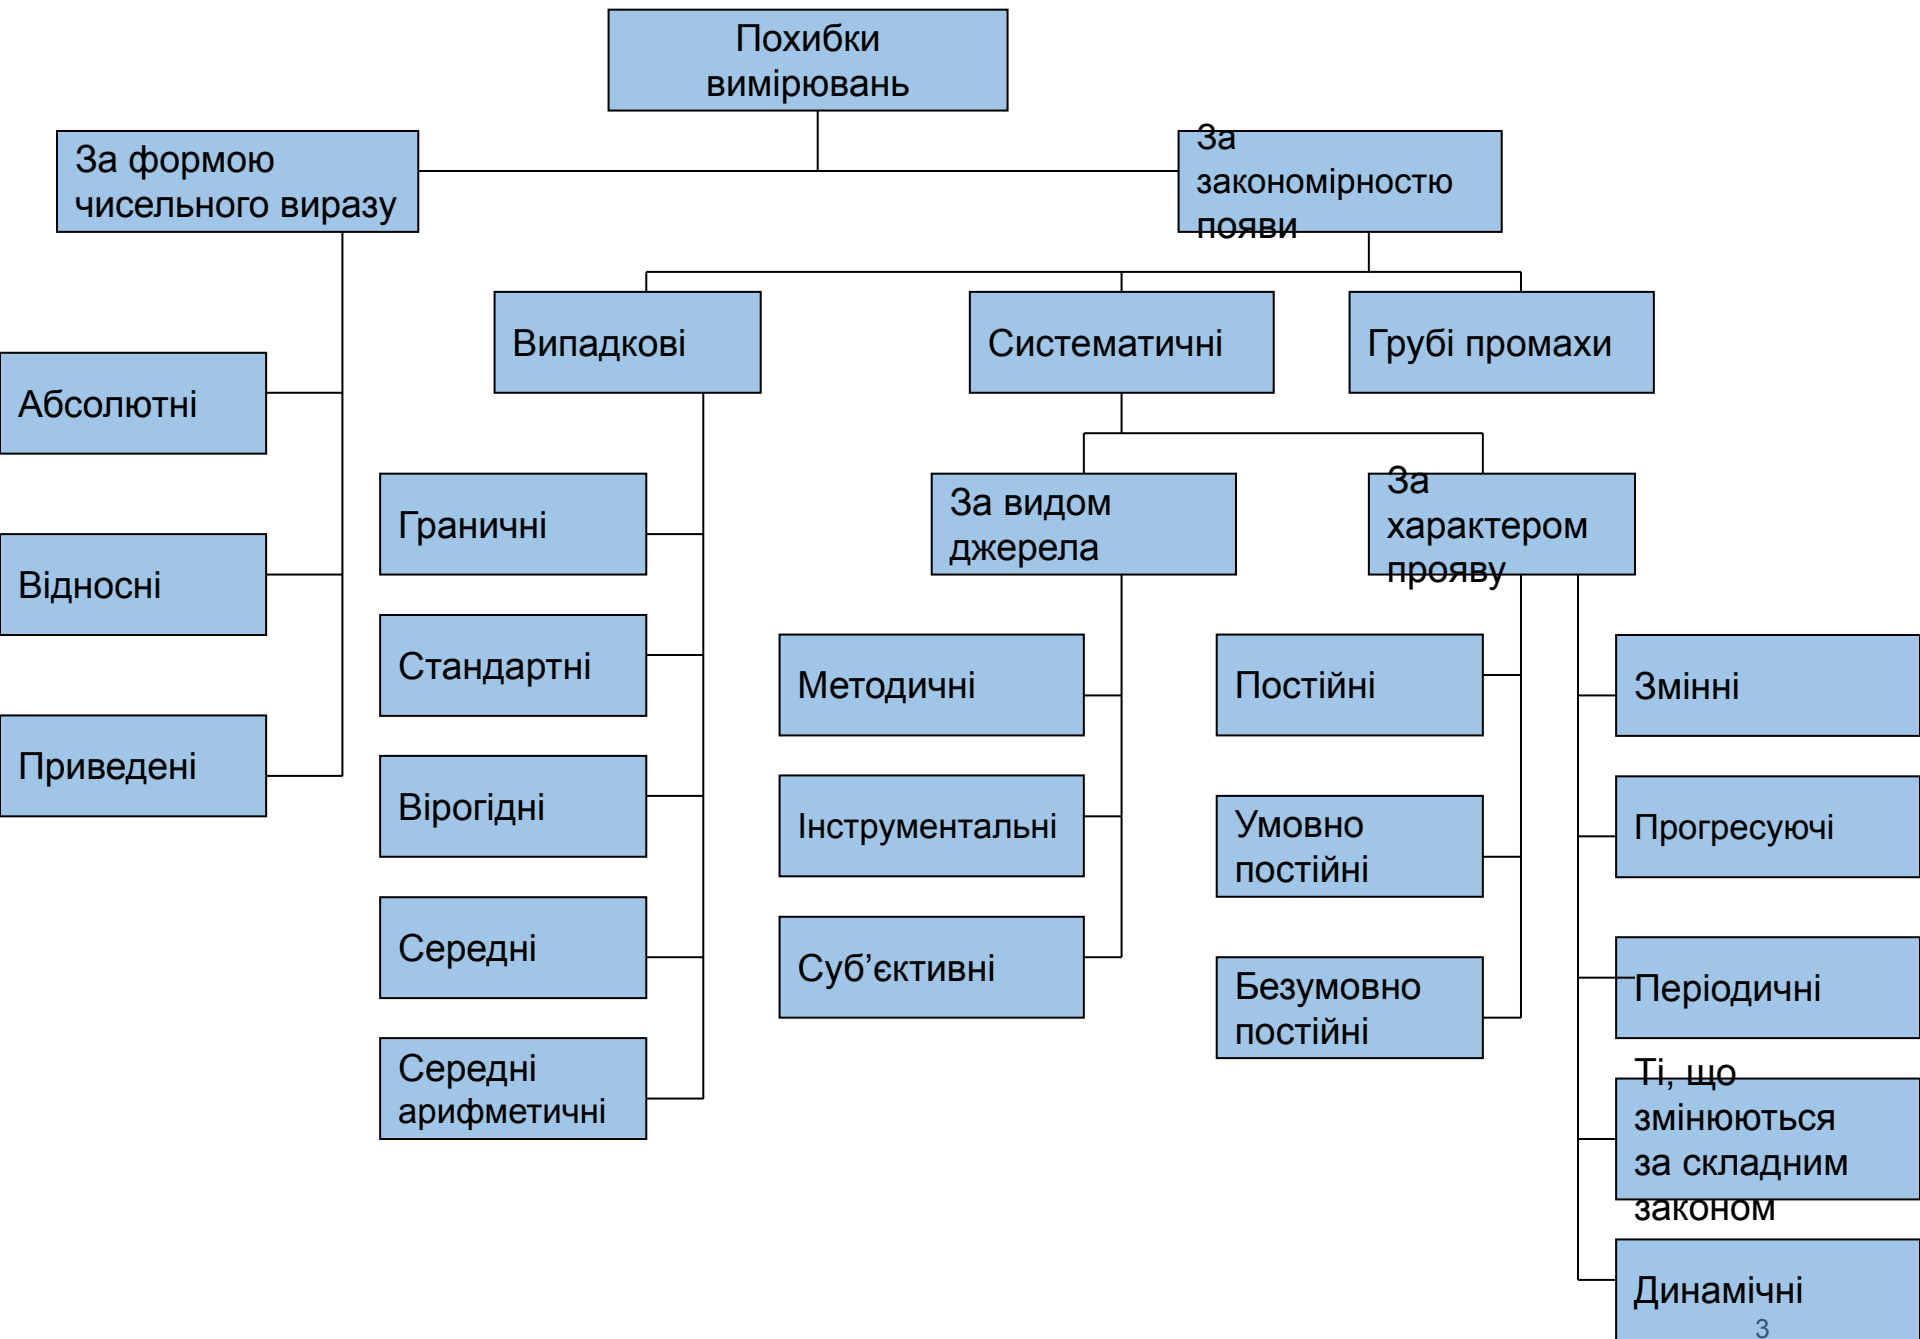 Похибки
вимірювань
За формою
чисельного виразу
За
закономірностю
появи
Випадкові
Систематичні
Грубі промахи
Абсолютні
Відносні
Приведені
Граничні
Стандартні
Вірогідні
Середні
Середні
арифметичні
За видом
джерела
За
характером
прояву
Методичні
Інструментальні
Суб’єктивні
Постійні
Умовно
постійні
Безумовно
постійні
Змінні
Прогресуючі
Періодичні
Ті, що
змінюються
за складним
законом
Динамічні
3